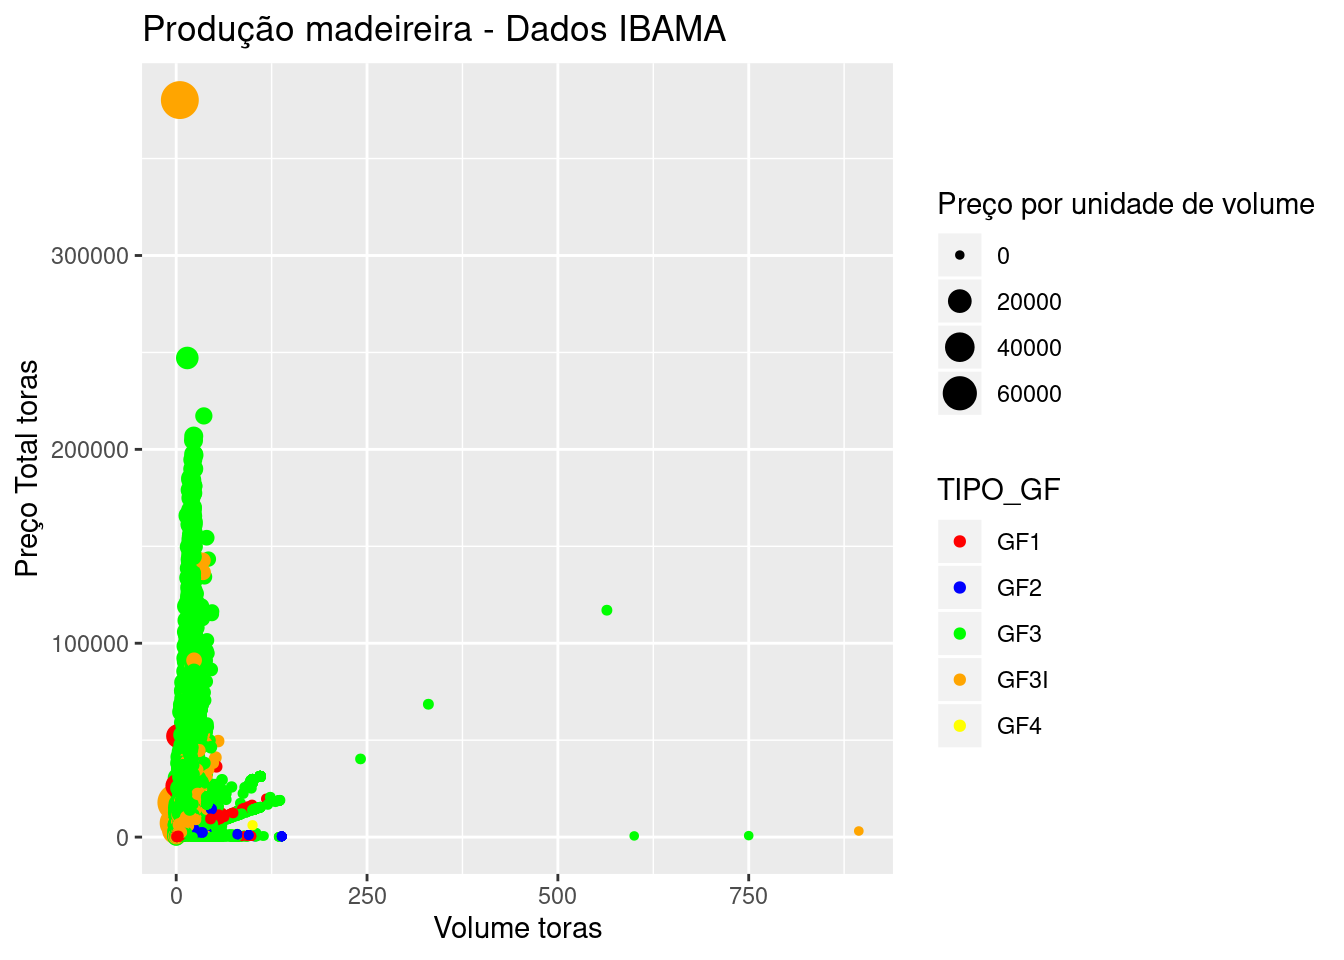 Produção madeireira - Dados IBAMA
Preço Total toras
300000
200000
100000
0
0
250
500
750
Volume toras
Preço por unidade de volume
0
20000
40000
60000
TIPO_GF
GF1
GF2
GF3
GF3I
GF4